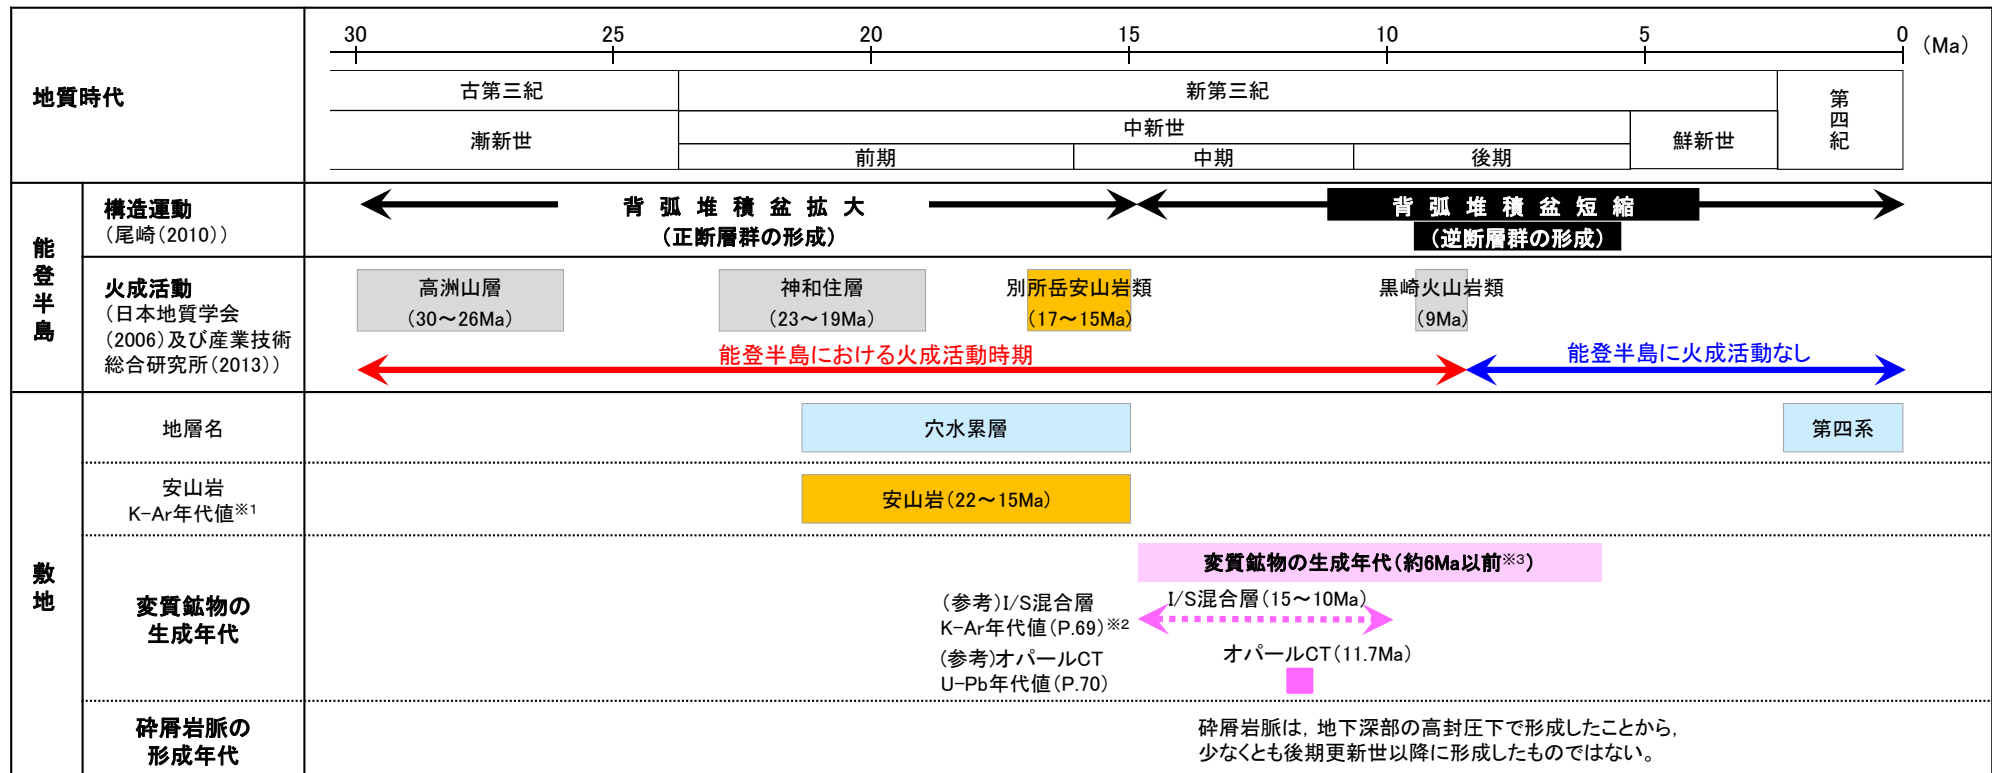 30 25 20 15 10 5 0 (Ma)
地質時代
古第三紀 新第三紀 第四紀
漸新世 中新世 鮮新世
前期 中期 後期
能登半島
構造運動
(尾崎(2010))
背弧堆積盆拡大
(正断層群の形成)
背弧堆積盆短縮
(逆断層群の形成)
火成活動
(日本地質学会
(2006)及び産業技術
総合研究所(2013))
高洲山層
(30～26Ma)
神和住層
(23～19Ma)
別所岳安山岩類
(17～15Ma)
黒崎火山岩類
(9Ma)
能登半島における火成活動時期
能登半島に火成活動なし
敷地
地層名
穴水累層
第四系
安山岩
K-Ar年代値※1
安山岩(22～15Ma)
変質鉱物の
生成年代
変質鉱物の生成年代(約6Ma以前※3)
(参考)I/S混合層
K-Ar年代値(P.69)※2
I/S混合層(15～10Ma)
(参考)オパールCT
U-Pb年代値(P.70)
オパールCT(11.7Ma)
砕屑岩脈の
形成年代
砕屑岩脈は,地下深部の高封圧下で形成したことから,
少なくとも後期更新世以降に形成したものではない。